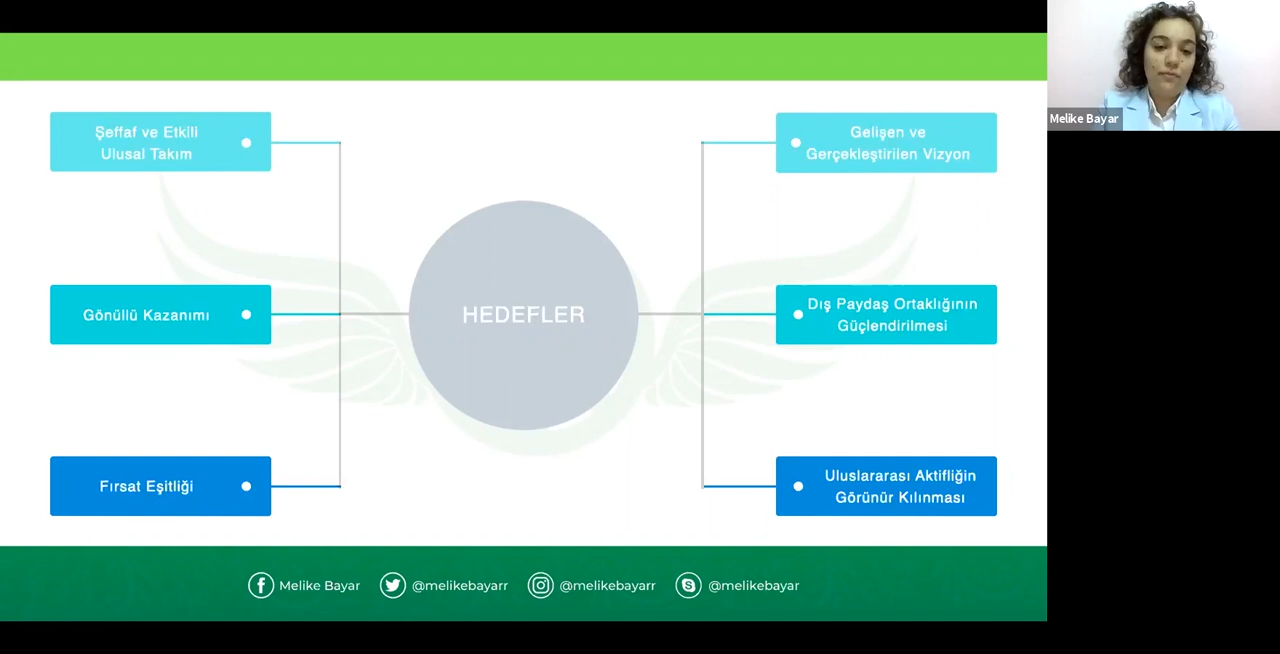 Şeffaf ve Etkili
Ulusal Takım
Gönüllü Kazanımı
Fırsat Eşitliği
HEDEFLER
Gelişen ve
Gerçekleştirilen Vizyon
Dış Paydaş Ortaklığının
Güçlendirilmesi
Uluslararası Aktifliğin
Görünür Kılınması
Melike Bayar
@melikebayarr
@melikebayarr
@melikebayar
Melike Bayar